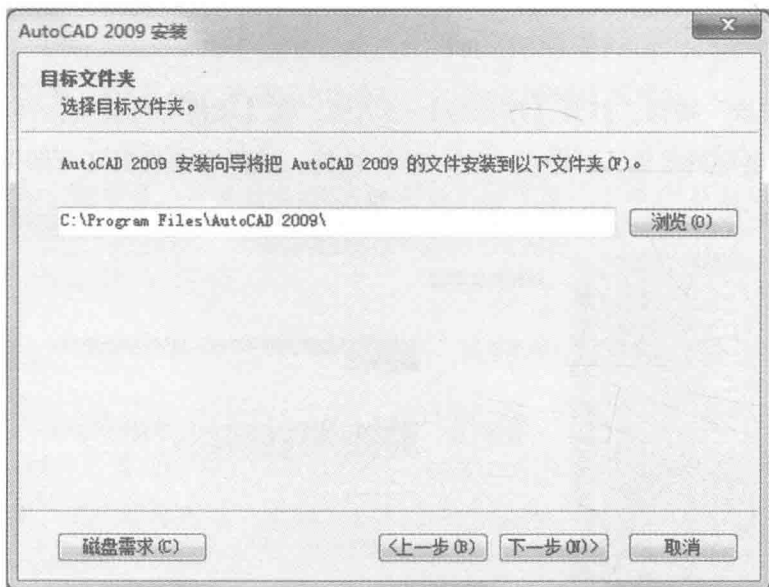 AutoCAD 2009 安装
目标文件夹
选择目标文件夹。
AutoCAD 2009 安装向导将把 AutoCAD 2009 的文件安装到以下文件夹(F)。
C:\Program Files\AutoCAD 2009\
浏览(O)
磁盘需求(C)
<上一步(B)
下一步(N)>
取消